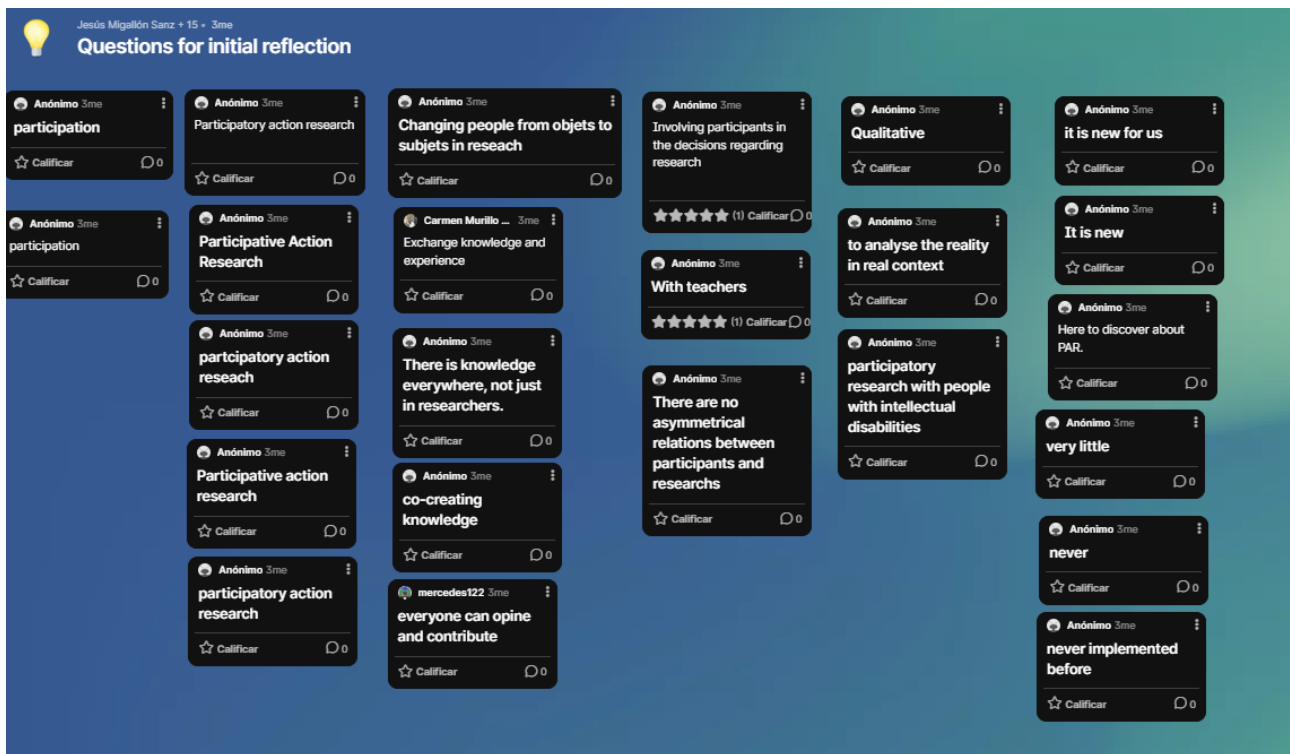 Jesús Migallón Sanz + 15 • 3me
Questions for initial reflection
Anónimo 3me
participation
Calificar 0
Anónimo 3me
participation
Calificar 0
Anónimo 3me
Participatory action research
Calificar 0
Anónimo 3me
Participative Action
Research
Calificar 0
Anónimo 3me
partcipatory action
reseach
Calificar 0
Anónimo 3me
Participative action
research
Calificar 0
Anónimo 3me
participatory action
research
Calificar 0
Anónimo 3me
Changing people from objets to
subjets in reseach
Calificar 0
Carmen Murillo ... 3me
Exchange knowledge and
experience
Calificar 0
Anónimo 3me
There is knowledge
everywhere, not just
in researchers.
Calificar 0
Anónimo 3me
co-creating
knowledge
Calificar 0
mercedes122 3me
everyone can opine
and contribute
Calificar 0
Anónimo 3me
Involving participants in
the decisions regarding
research
(1) Calificar 0
Anónimo 3me
With teachers
(1) Calificar 0
Anónimo 3me
There are no
asymmetrical
relations between
participants and
researchs
Calificar 0
Anónimo 3me
Qualitative
Calificar 0
Anónimo 3me
to analyse the reality
in real context
Calificar 0
Anónimo 3me
participatory
research with people
with intellectual
disabilities
Calificar 0
Anónimo 3me
it is new for us
Calificar 0
Anónimo 3me
It is new
Calificar 0
Anónimo 3me
Here to discover about
PAR.
Calificar 0
Anónimo 3me
very little
Calificar 0
Anónimo 3me
never
Calificar 0
Anónimo 3me
never implemented
before
Calificar 0